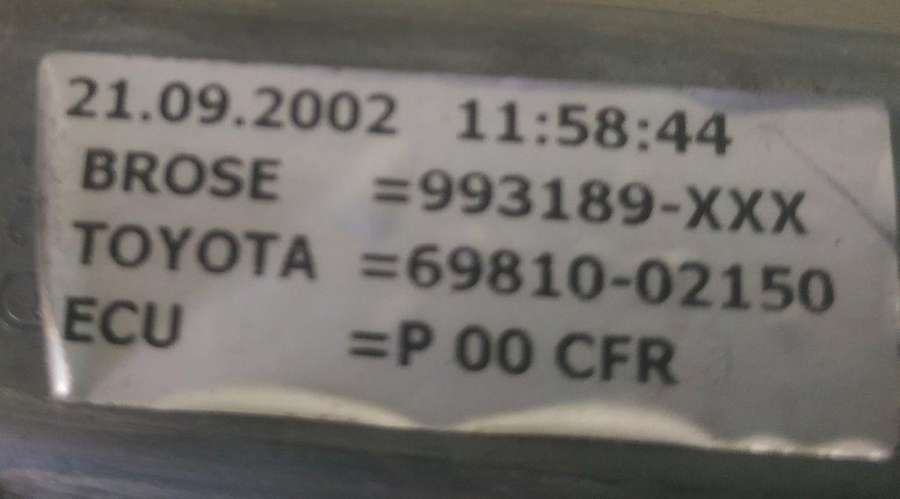 21.09.2002 11:58:44
BROSE =993189-XXX
TOYOTA =69810-02150
ECU =P 00 CFR